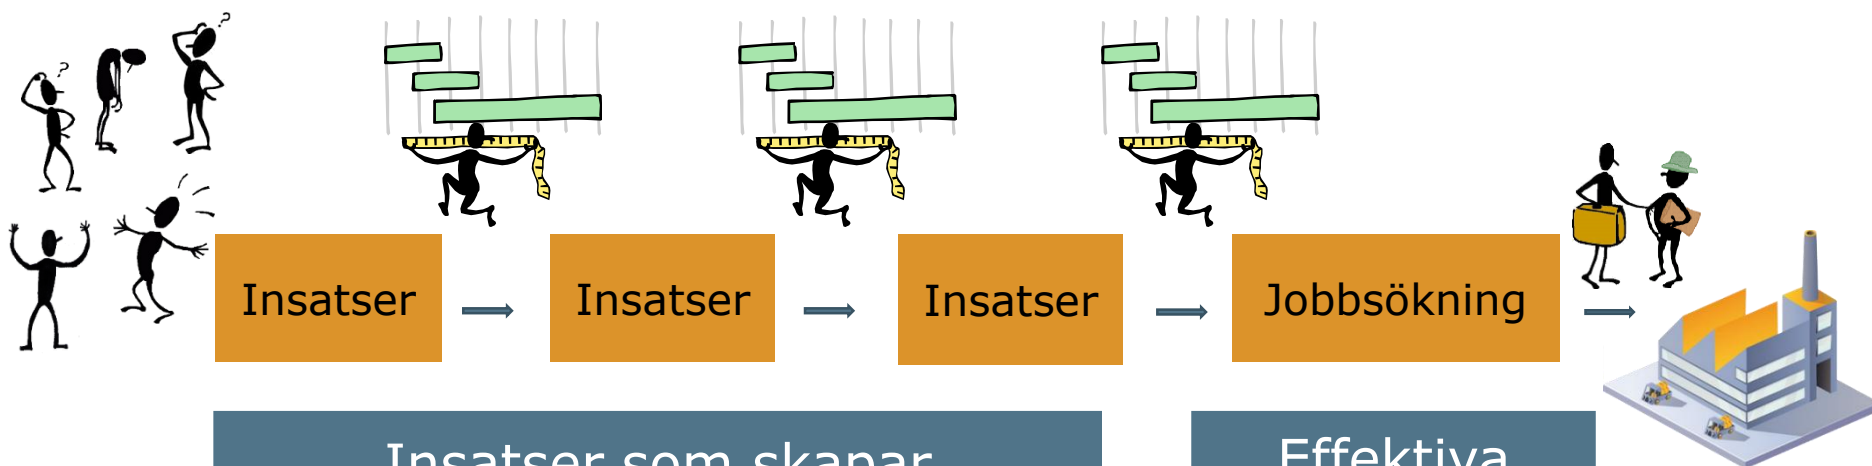 ?
?
Insatser
Insatser
Insatser
Jobbsökning
Insatser som skapar
Effektiva